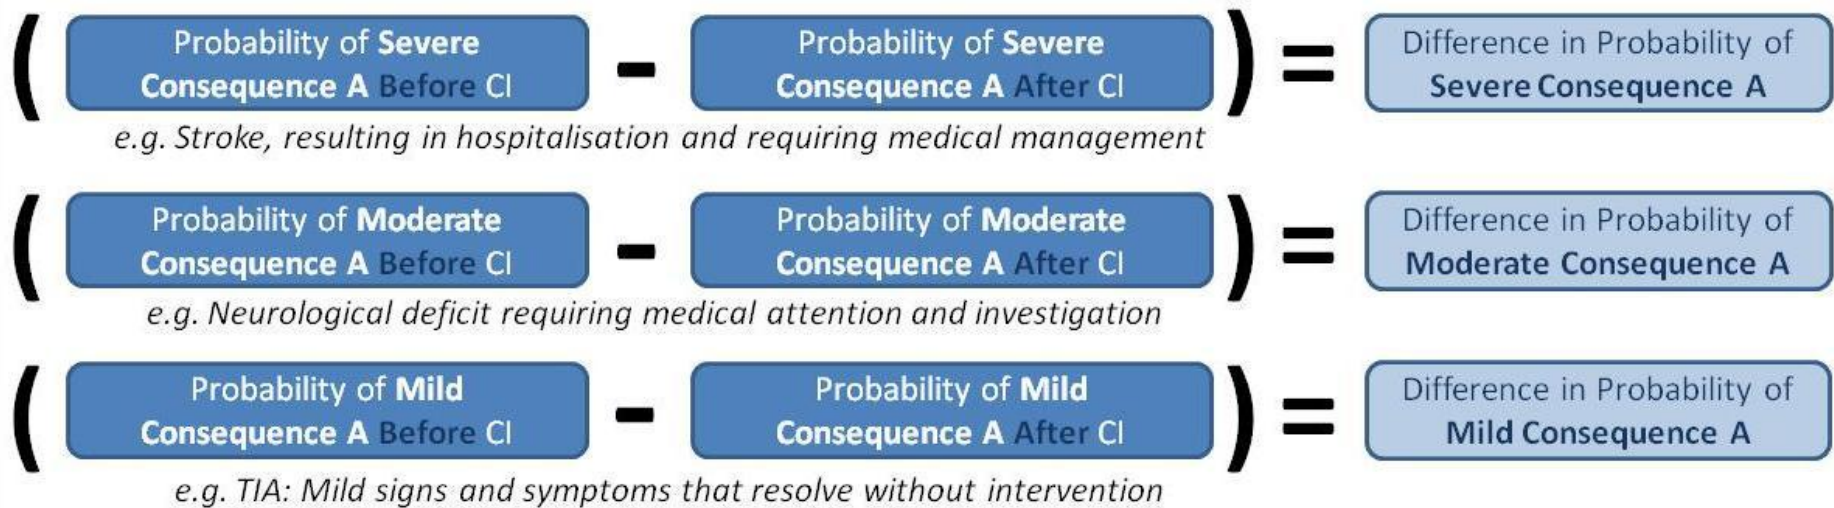 ( Probability of Severe Consequence A Before CI - Probability of Severe Consequence A After CI ) = Difference in Probability of Severe Consequence A
e.g. Stroke, resulting in hospitalisation and requiring medical management
( Probability of Moderate Consequence A Before CI - Probability of Moderate Consequence A After CI ) = Difference in Probability of Moderate Consequence A
e.g. Neurological deficit requiring medical attention and investigation
( Probability of Mild Consequence A Before CI - Probability of Mild Consequence A After CI ) = Difference in Probability of Mild Consequence A
e.g. TIA: Mild signs and symptoms that resolve without intervention